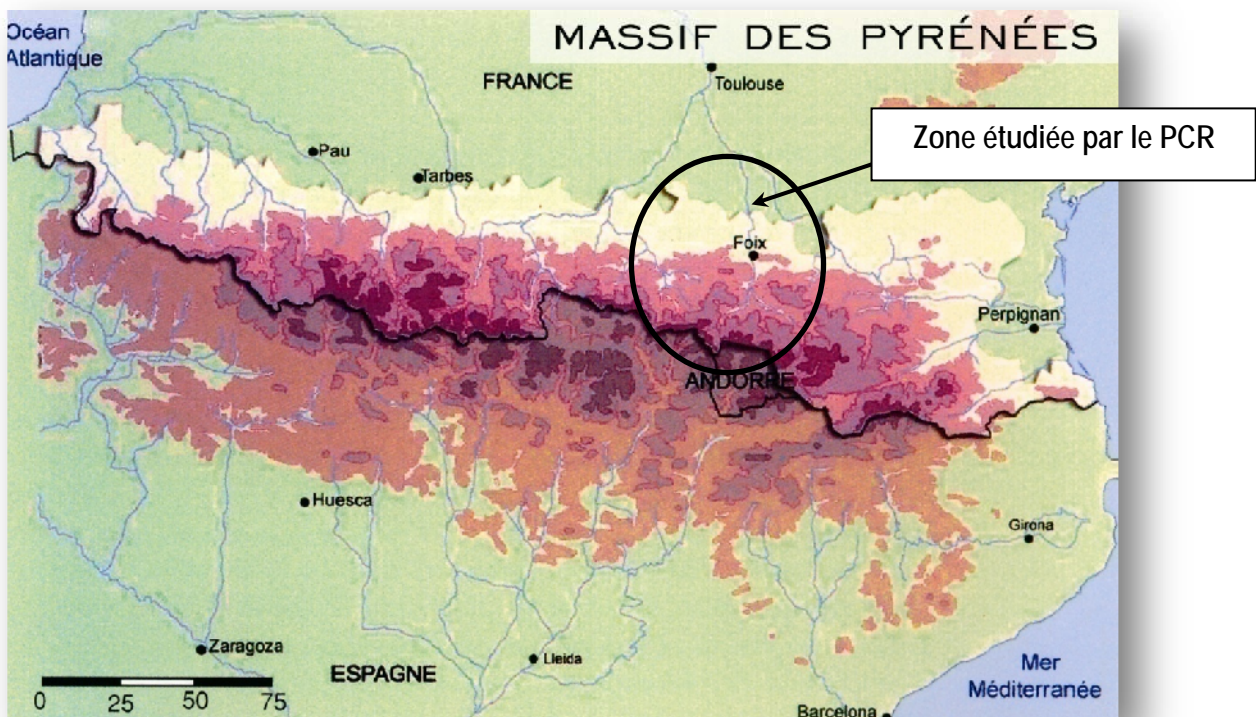 MASSIF DES PYRÉNÉES
Océan
Atlantique
FRANCE
Toulouse
Zone étudiée par le PCR
Pau
Tarbes
Foix
Perpignan
ANDORRE
Huesca
Girona
Zaragoza
Lleida
ESPAGNE
Mer
Méditerranée
0 25 50 75
Barcelona